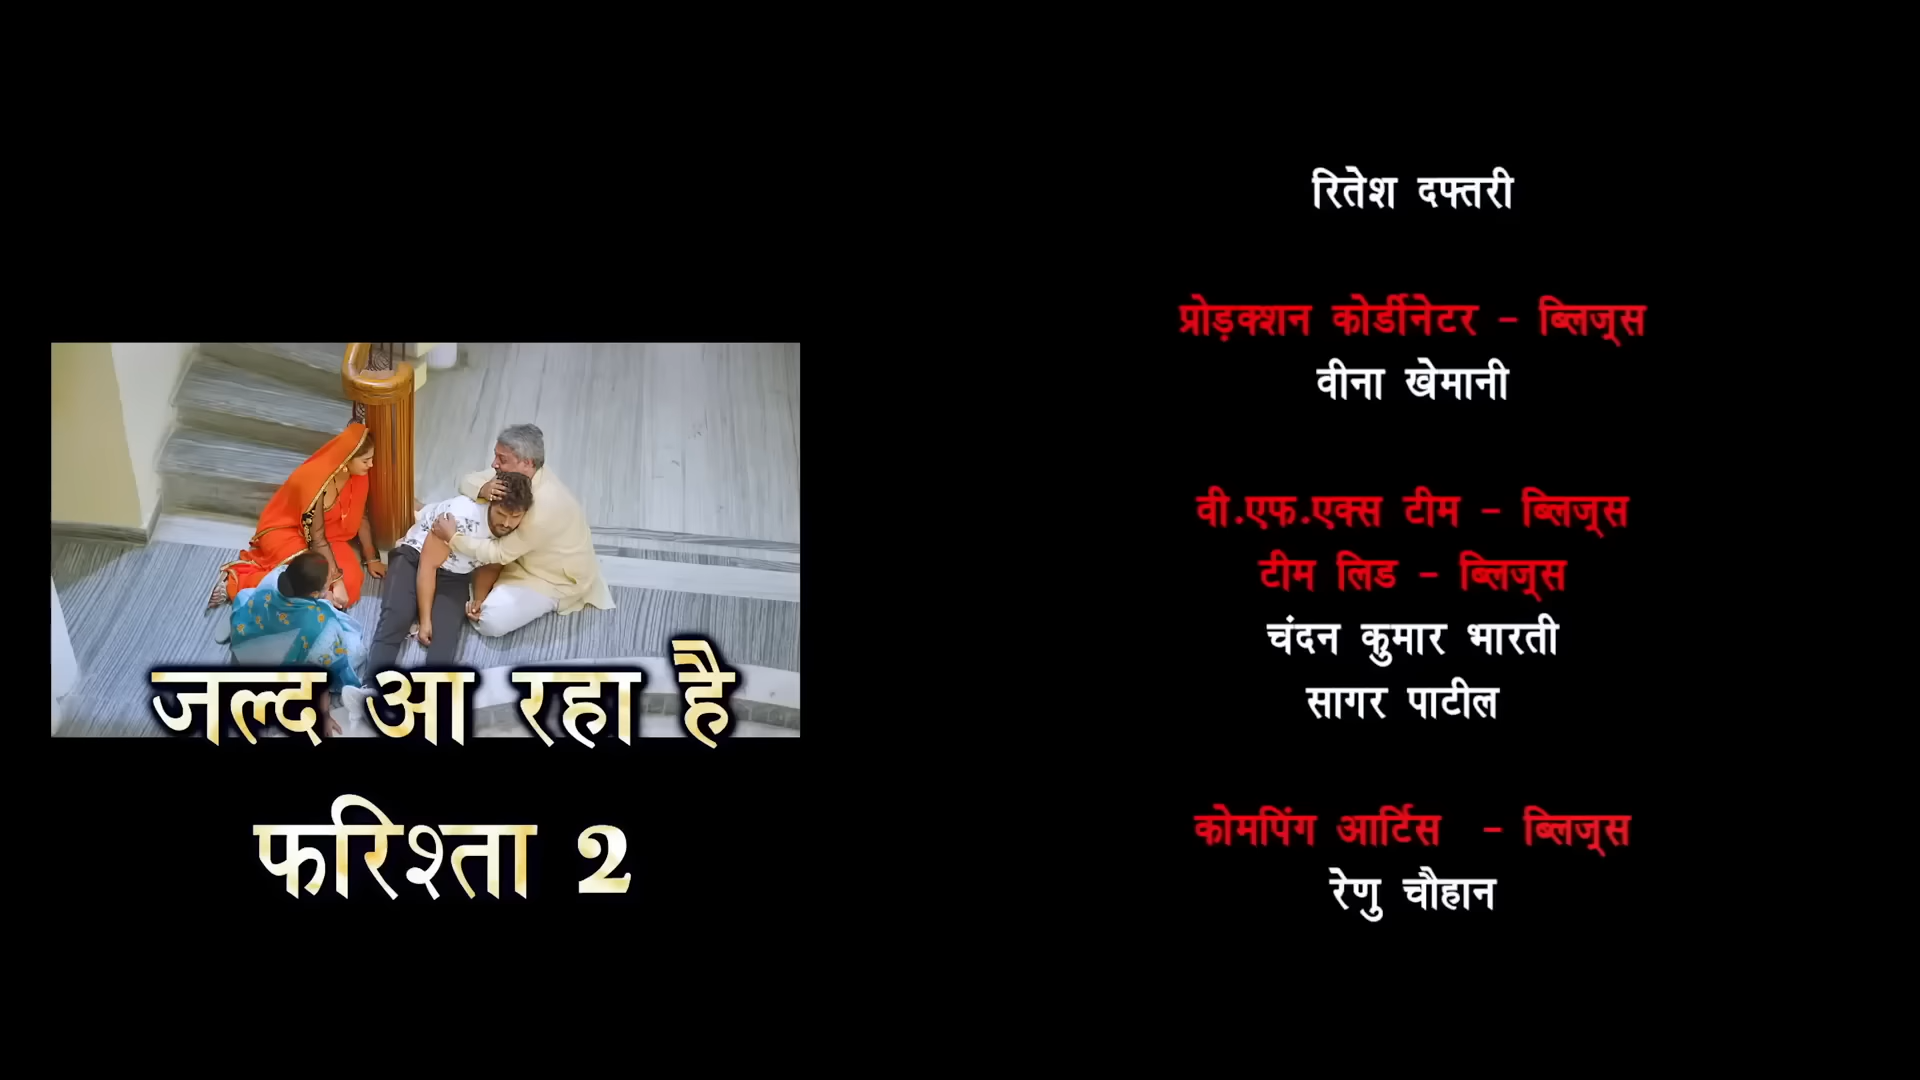 जल्द आ रहा है
फरिश्ता 2
रितेश दफ्तरी
प्रोड़क्शन कोर्डीनेटर - ब्लिज्स
वीना खेमानी
वी.एफ.एक्स टीम - ब्लिज्स
टीम लिड - ब्लिज्स
चंदन कुमार भारती
सागर पाटील
कोमपिंग आर्टिस - ब्लिज्स
रेणु चौहान